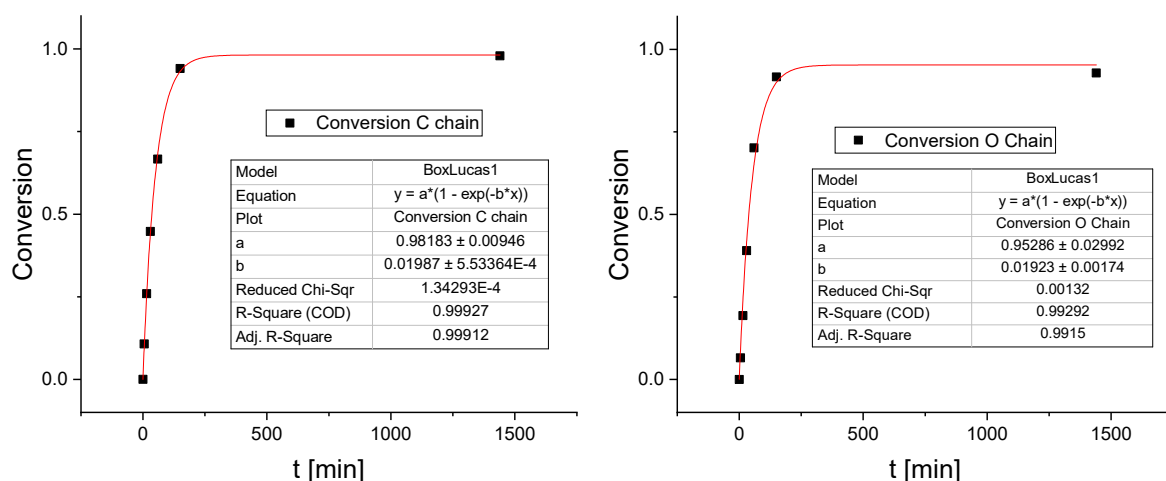 Conversion
1.0
0.5
0.0
0
500
1000
1500
t [min]
Conversion C chain
Model BoxLucas1
Equation y = a*(1 - exp(-b*x))
Plot Conversion C chain
a 0.98183 ± 0.00946
b 0.01987 ± 5.53364E-4
Reduced Chi-Sqr 1.34293E-4
R-Square (COD) 0.99927
Adj. R-Square 0.99912
Conversion
1.0
0.5
0.0
0
500
1000
1500
t [min]
Conversion O Chain
Model BoxLucas1
Equation y = a*(1 - exp(-b*x))
Plot Conversion O Chain
a 0.95286 ± 0.02992
b 0.01923 ± 0.00174
Reduced Chi-Sqr 0.00132
R-Square (COD) 0.99292
Adj. R-Square 0.9915